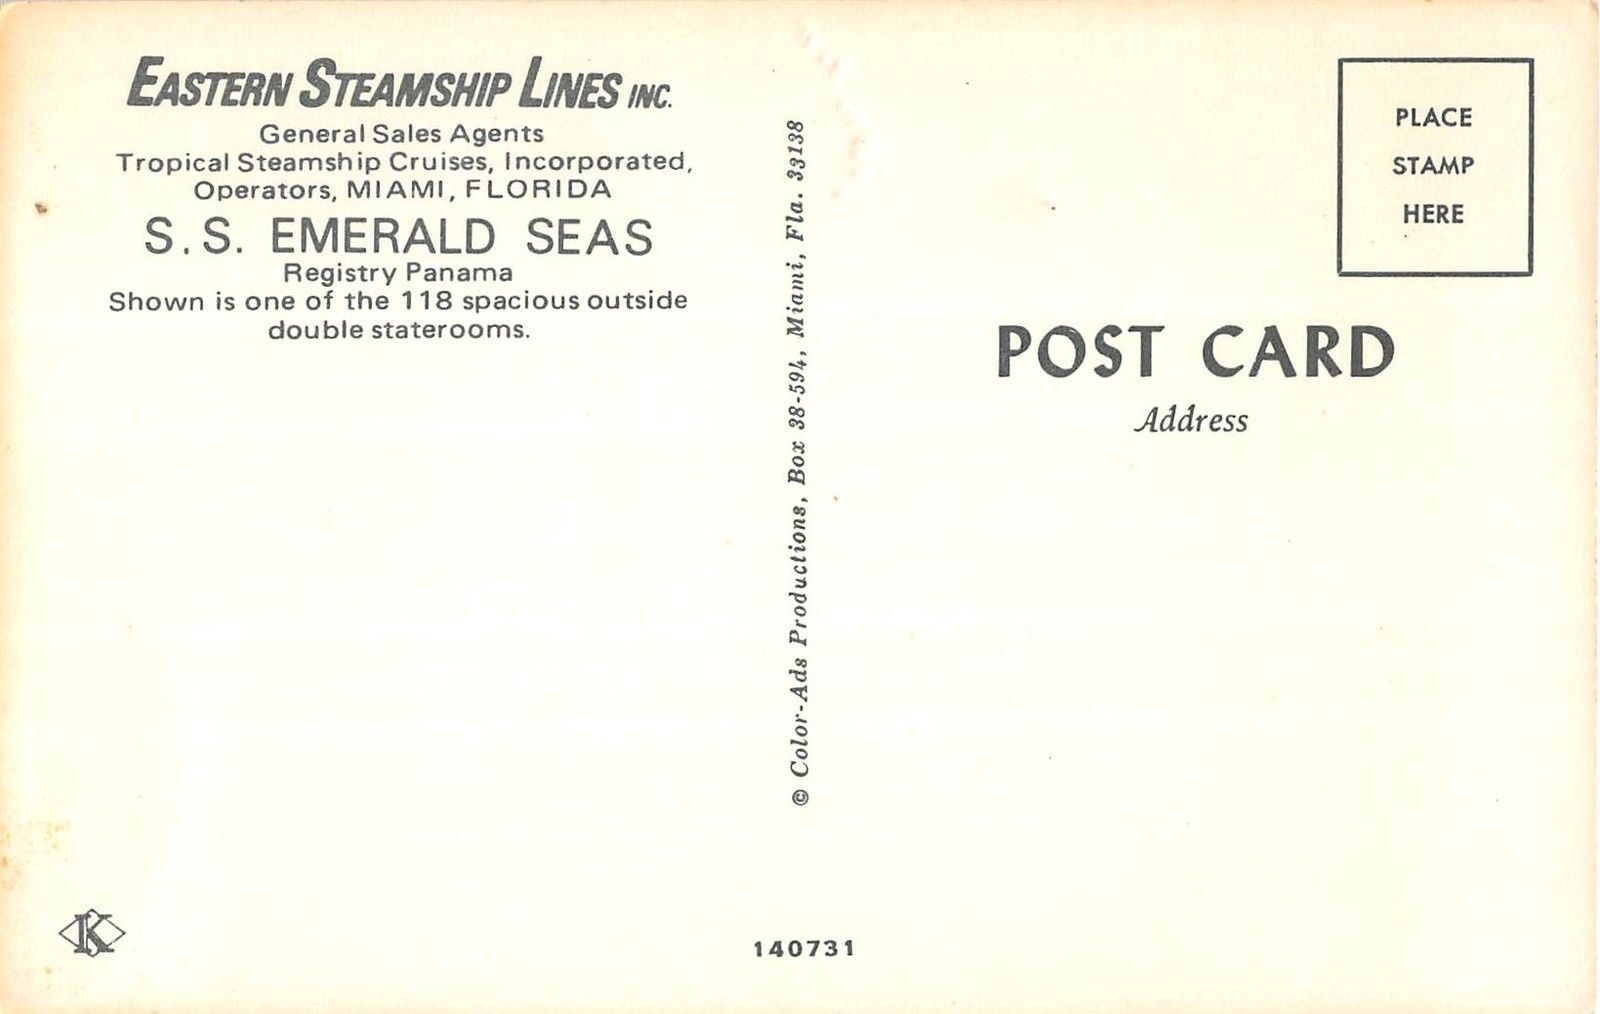 EASTERN STEAMSHIP LINES INC.
General Sales Agents
Tropical Steamship Cruises, Incorporated,
Operators, MIAMI, FLORIDA
S.S. EMERALD SEAS
Registry Panama
Shown is one of the 118 spacious outside
double staterooms.
© Color-Ads Productions, Box 38-594, Miami, Fla. 33138
PLACE
STAMP
HERE
POST CARD
Address
K
140731